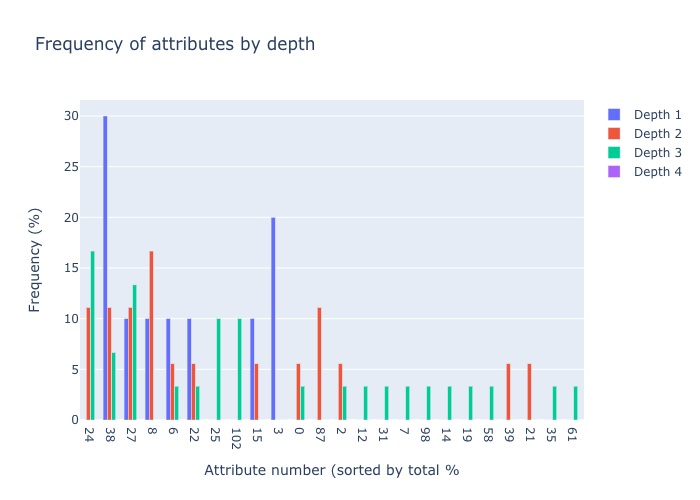 Frequency of attributes by depth
Depth 1
Depth 2
Depth 3
Depth 4
Frequency (%)
30
25
20
15
10
5
0
24 38 27 8 6 22 25 102 15 3 0 87 2 12 31 7 98 14 19 58 39 21 35 61
Attribute number (sorted by total %